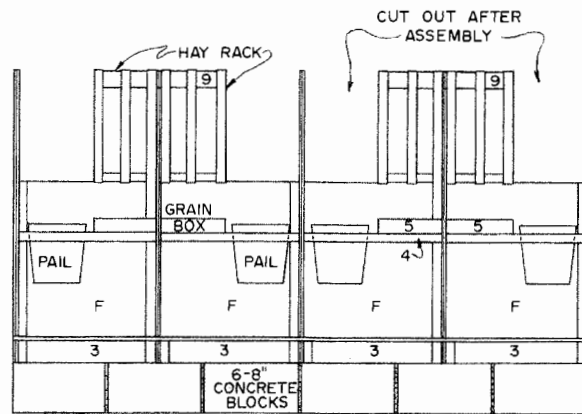 CUT OUT AFTER
ASSEMBLY
HAY RACK
9
9
GRAIN
BOX
5
5
PAIL
PAIL
4
F
F
F
F
3
3
3
3
6-8"
CONCRETE
BLOCKS